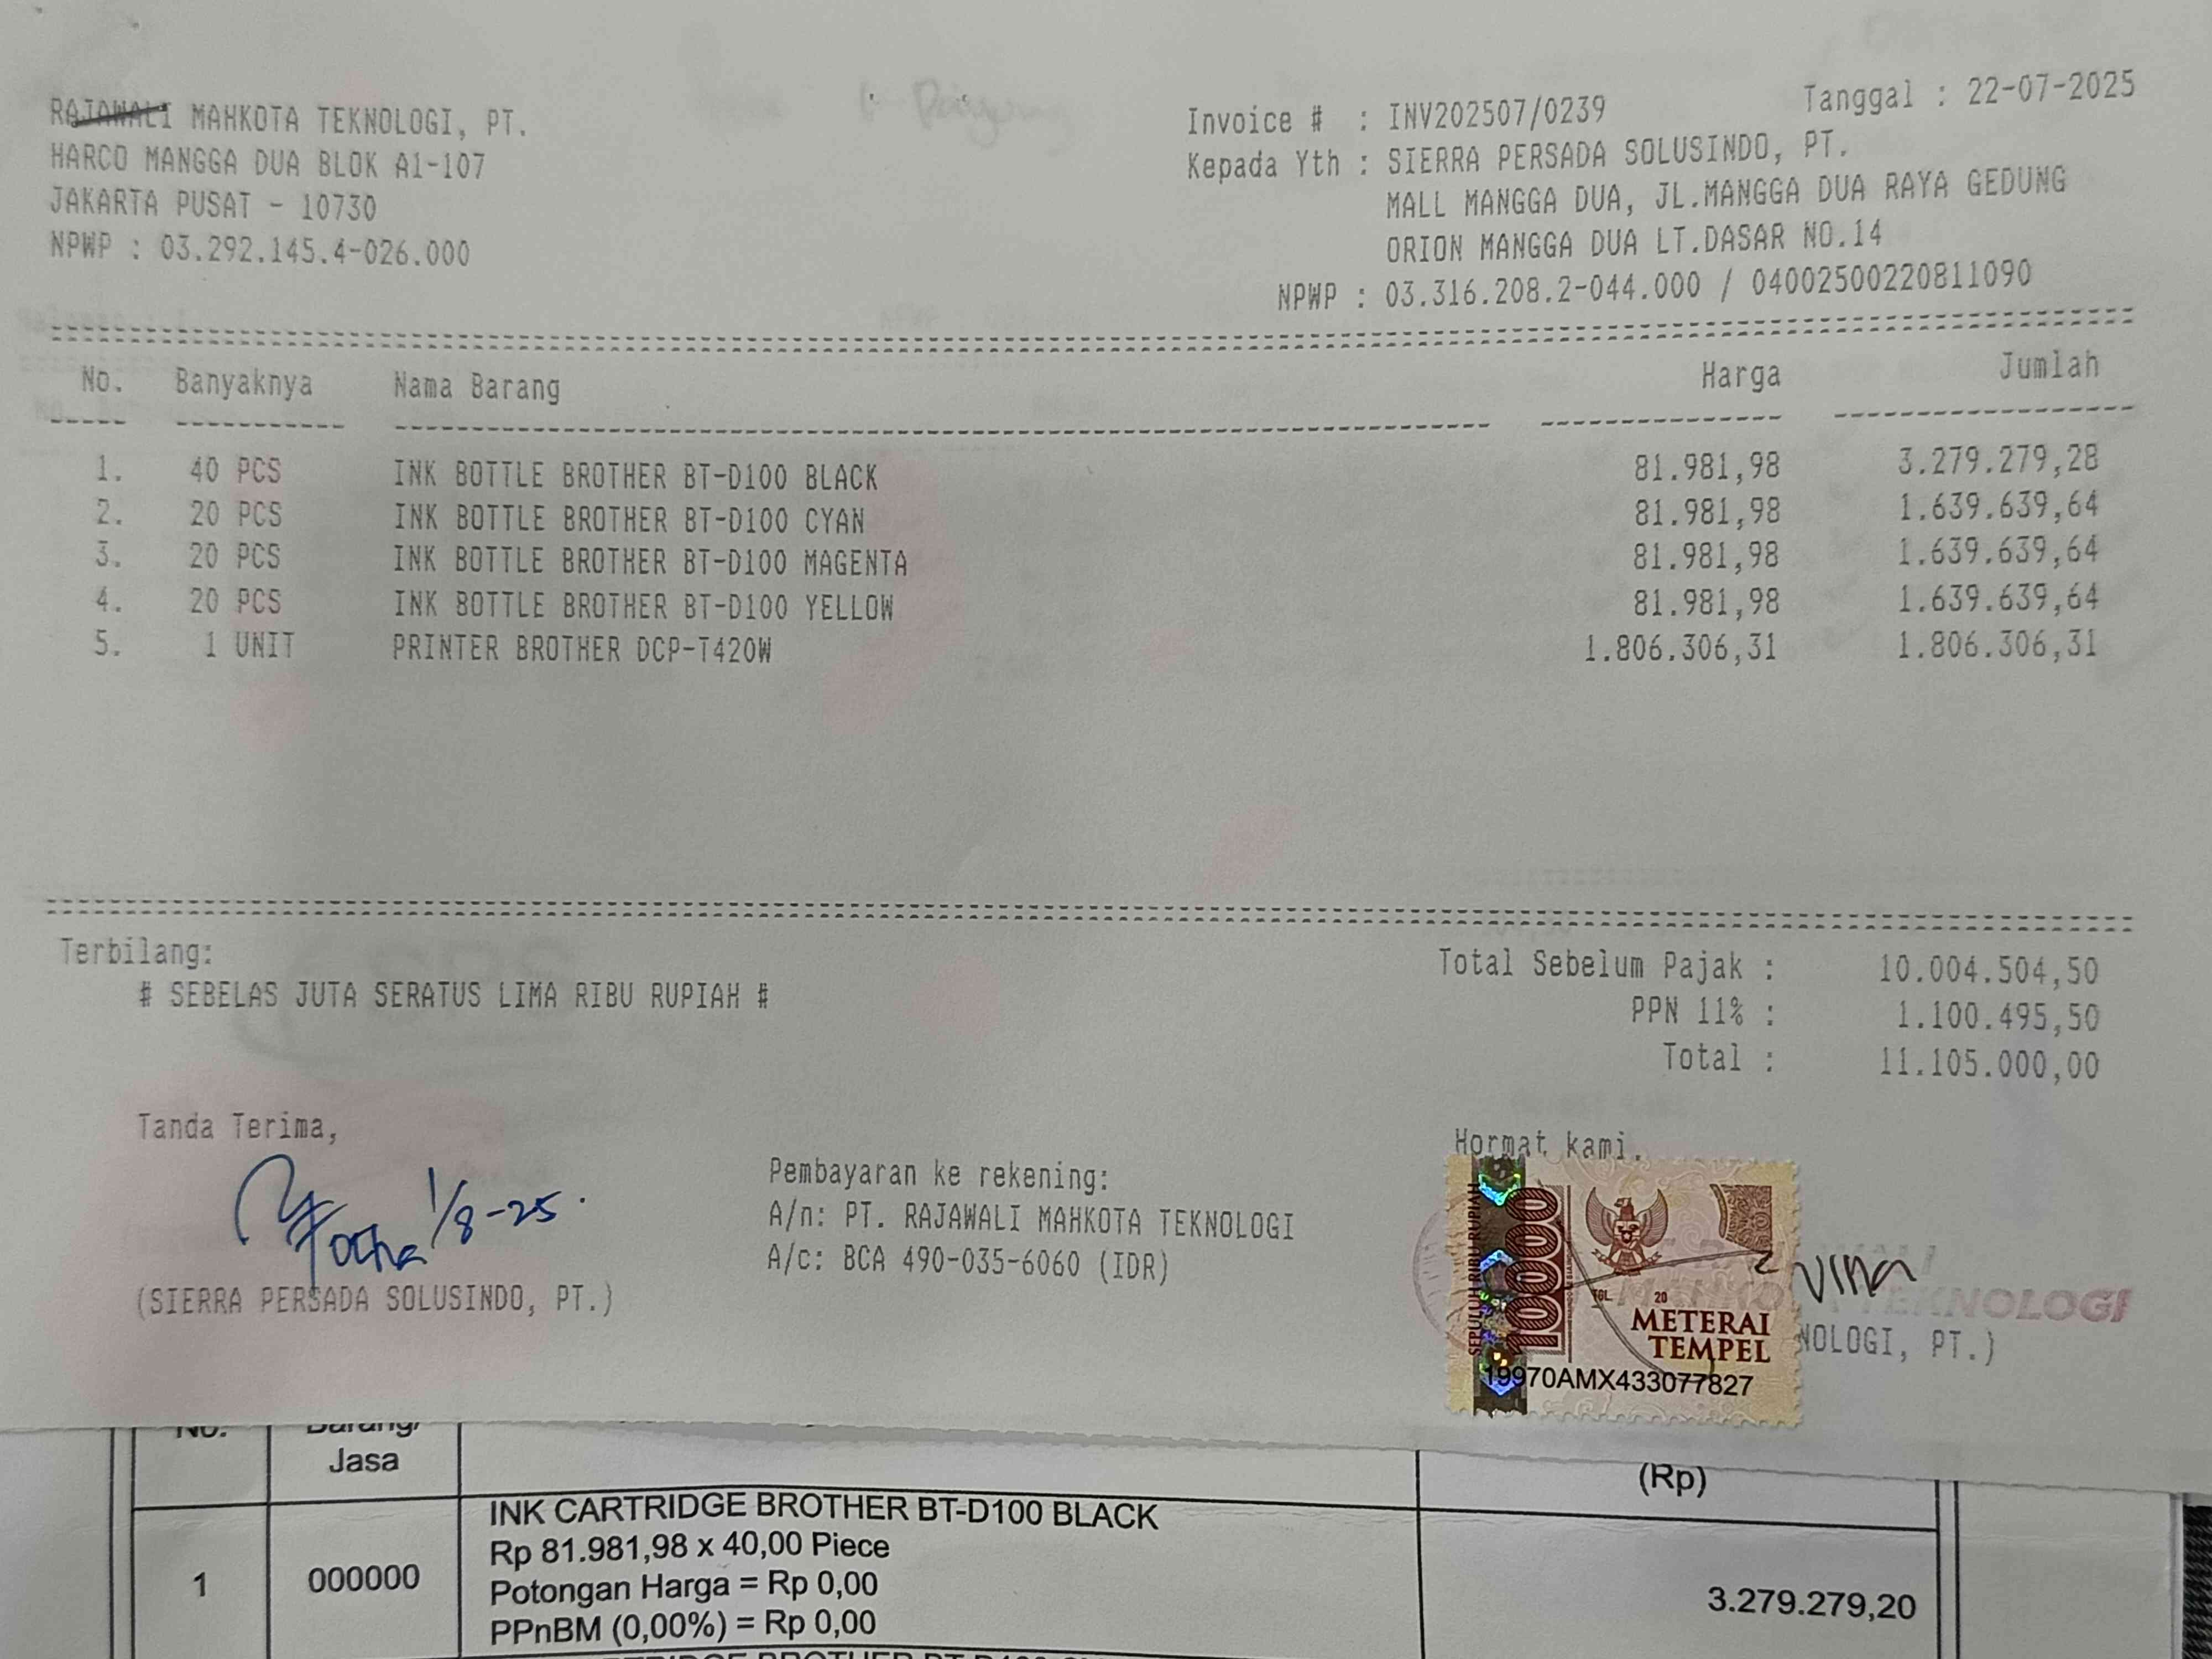 RAJAWALI MAHKOTA TEKNOLOGI, PT.
HARCO MANGGA DUA BLOK A1-107
JAKARTA PUSAT - 10730
NPWP : 03.292.145.4-026.000
Tanggal : 22-07-2025
Invoice # : INV202507/0239
Kepada Yth : SIERRA PERSADA SOLUSINDO, PT.
MALL MANGGA DUA, JL.MANGGA DUA RAYA GEDUNG
ORION MANGGA DUA LT.DASAR NO.14
NPWP : 03.316.208.2-044.000 / 04002500220811090
No. Banyaknya Nama Barang Harga Jumlah
1. 40 PCS INK BOTTLE BROTHER BT-D100 BLACK 81.981,98 3.279.279,28
2. 20 PCS INK BOTTLE BROTHER BT-D100 CYAN 81.981,98 1.639.639,64
3. 20 PCS INK BOTTLE BROTHER BT-D100 MAGENTA 81.981,98 1.639.639,64
4. 20 PCS INK BOTTLE BROTHER BT-D100 YELLOW 81.981,98 1.639.639,64
5. 1 UNIT PRINTER BROTHER DCP-T420W 1.806.306,31 1.806.306,31
Terbilang:
# SEBELAS JUTA SERATUS LIMA RIBU RUPIAH #
Total Sebelum Pajak : 10.004.504,50
PPN 11% : 1.100.495,50
Total : 11.105.000,00
Tanda Terima,
1/8-25.
(SIERRA PERSADA SOLUSINDO, PT.)
Pembayaran ke rekening:
A/n: PT. RAJAWALI MAHKOTA TEKNOLOGI
A/c: BCA 490-035-6060 (IDR)
Hormat kami,
SEPULUH RIBU RUPIAH
10000
TGL. 20
METERAI
TEMPEL
19970AMX433077827
TEKNOLOGI
NOLOGI, PT.)
No. Barang/
Jasa
(Rp)
1 000000
INK CARTRIDGE BROTHER BT-D100 BLACK
Rp 81.981,98 x 40,00 Piece
Potongan Harga = Rp 0,00
PPnBM (0,00%) = Rp 0,00
3.279.279,20